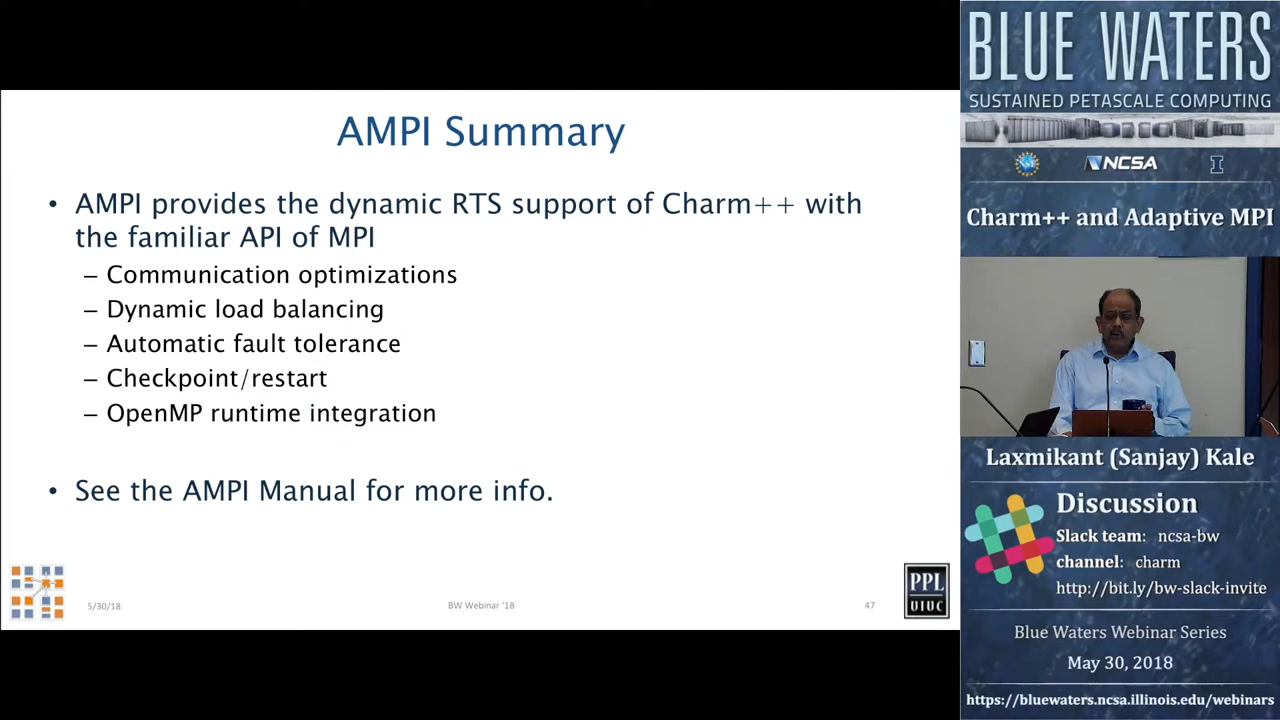 AMPI Summary
• AMPI provides the dynamic RTS support of Charm++ with
the familiar API of MPI
– Communication optimizations
– Dynamic load balancing
– Automatic fault tolerance
– Checkpoint/restart
– OpenMP runtime integration
• See the AMPI Manual for more info.
5/30/18
BW Webinar '18
47
PPL
UIUC
BLUE WATERS
SUSTAINED PETASCALE COMPUTING
NSF
NCSA
I
Charm++ and Adaptive MPI
Laxmikant (Sanjay) Kale
Discussion
Slack team: ncsa-bw
channel: charm
http://bit.ly/bw-slack-invite
Blue Waters Webinar Series
May 30, 2018
https://bluewaters.ncsa.illinois.edu/webinars